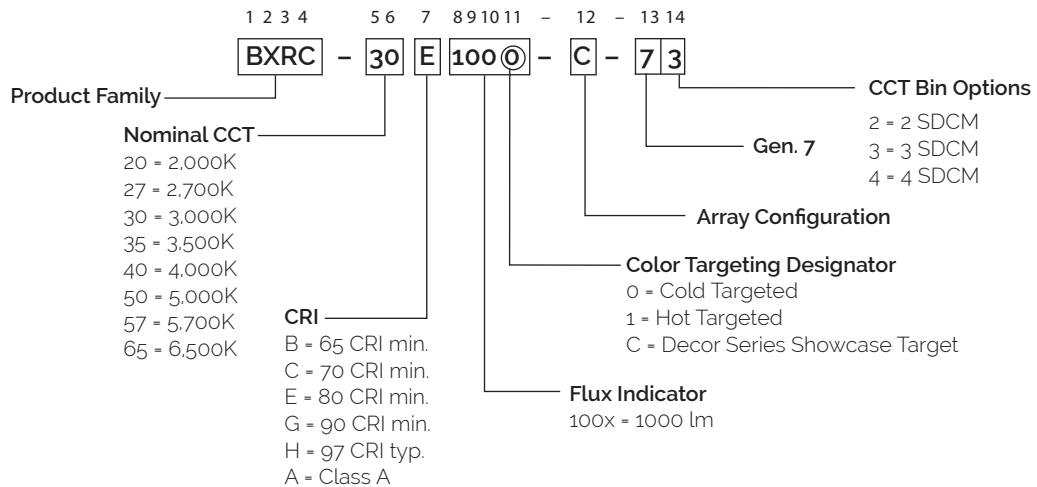 1 2 3 4 5 6 7 8 9 10 11 – 12 – 13 14
BXRC – 30 E 100 0 – C – 7 3
Product Family
Nominal CCT
20 = 2,000K
27 = 2,700K
30 = 3,000K
35 = 3,500K
40 = 4,000K
50 = 5,000K
57 = 5,700K
65 = 6,500K
CRI
B = 65 CRI min.
C = 70 CRI min.
E = 80 CRI min.
G = 90 CRI min.
H = 97 CRI typ.
A = Class A
Flux Indicator
100x = 1000 lm
Color Targeting Designator
0 = Cold Targeted
1 = Hot Targeted
C = Decor Series Showcase Target
Array Configuration
Gen. 7
CCT Bin Options
2 = 2 SDCM
3 = 3 SDCM
4 = 4 SDCM